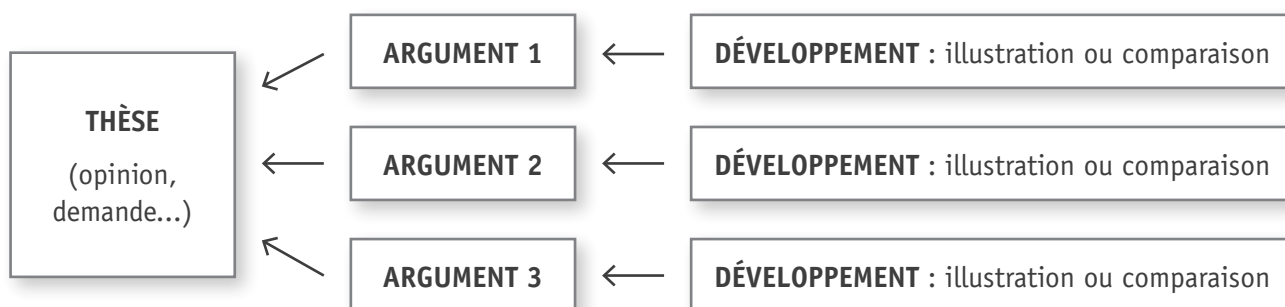 ARGUMENT 1
DÉVELOPPEMENT : illustration ou comparaison
THÈSE
(opinion,
demande...)
ARGUMENT 2
DÉVELOPPEMENT : illustration ou comparaison
ARGUMENT 3
DÉVELOPPEMENT : illustration ou comparaison